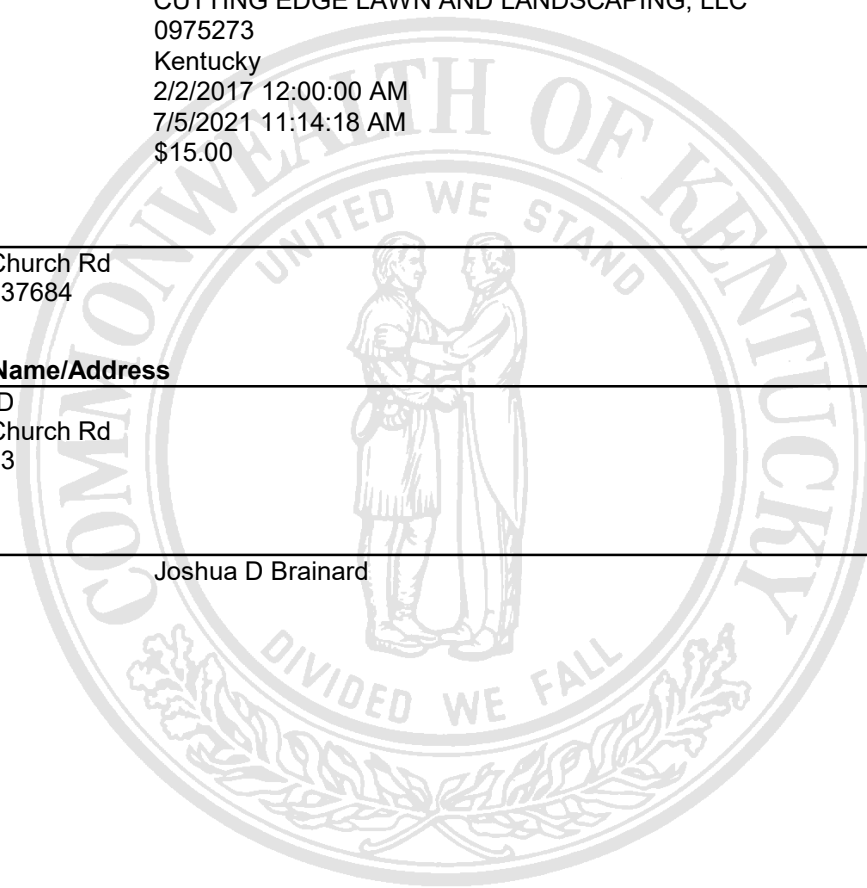 CUTTING EDGE LAWN AND LANDSCAPING, LLC
0975273
Kentucky
2/2/2017 12:00:00 AM
7/5/2021 11:14:18 AM
$15.00
COMMONWEALTH OF KENTUCKY
UNITED WE STAND
Church Rd
37684
Name/Address
D
Church Rd
3
Joshua D Brainard
DIVIDED WE FALL